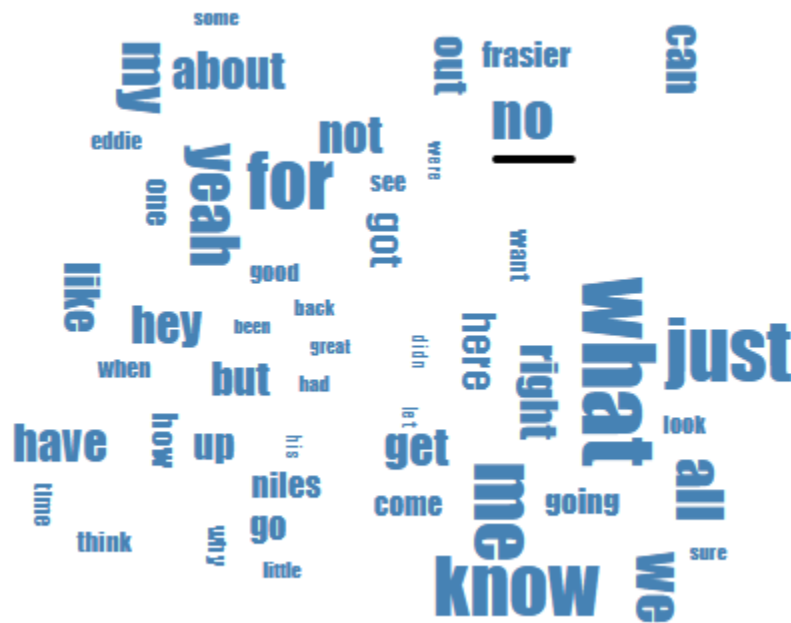 some
my
about
out
frasier
can
no
eddie
not
were
yeah
for
see
one
got
want
like
good
hey
back
been
great
didn
here
what
just
when
but
had
right
let
look
have
how
up
his
get
niles
come
me
going
all
time
go
think
why
little
know
we
sure